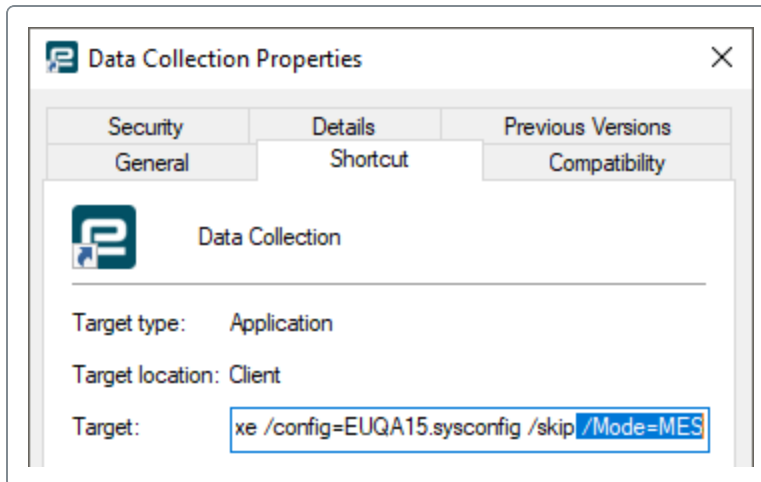 Data Collection Properties
Security Details Previous Versions
General Shortcut Compatibility
Data Collection
Target type: Application
Target location: Client
Target: xe /config=EUQA15.sysconfig /skip /Mode=MES